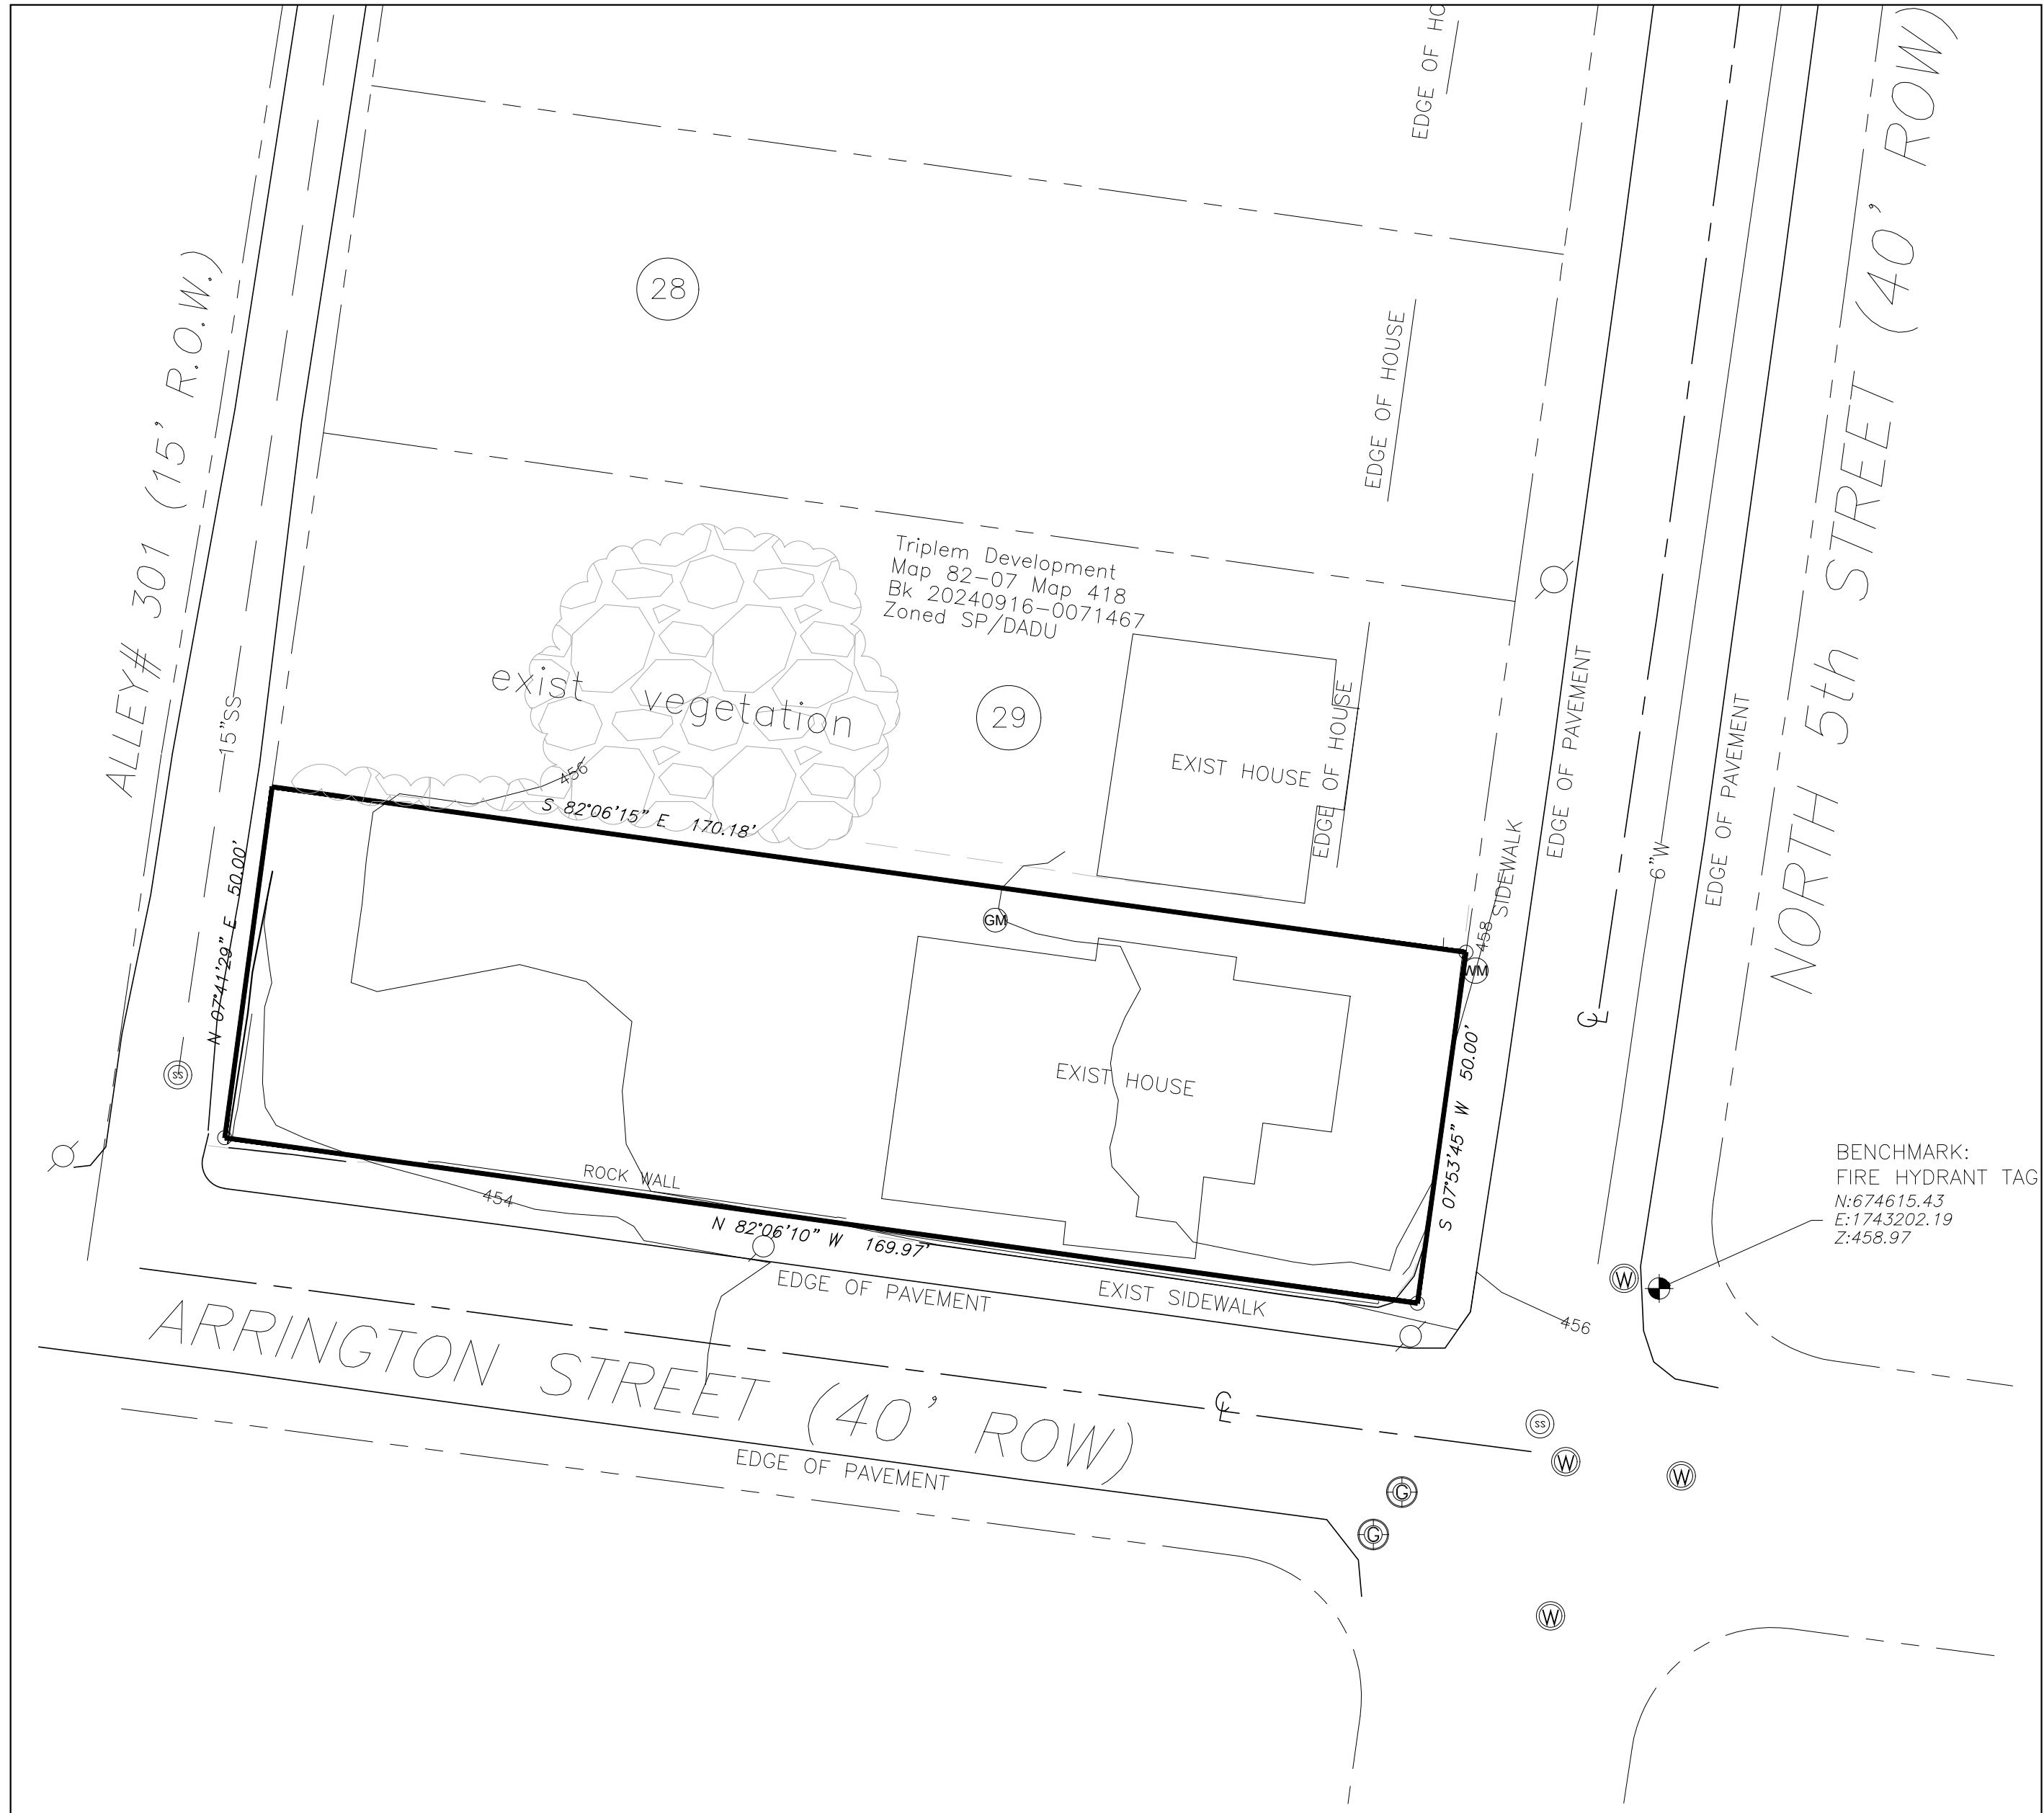 EDGE OF HO
28
ALLEY# 301 (15' R.O.W.)
EDGE OF HOUSE
NORTH 5th STREET (40' ROW)
Triplem Development
Map 82-07 Map 418
Bk 20240916-0071467
Zoned SP/DADU
exist vegetation
29
15"SS
EXIST HOUSE
EDGE OF HOUSE
EDGE OF PAVEMENT
EDGE OF PAVEMENT
6"W
456
S 82°06'15" E 170.18'
N 07°41'29" E 50.00'
458
SIDEWALK
GM
WM
CL
EXIST HOUSE
S 07°53'45" W 50.00'
SS
ROCK WALL
454
N 82°06'10" W 169.97'
EDGE OF PAVEMENT
EXIST SIDEWALK
456
BENCHMARK:
FIRE HYDRANT TAG
N:674615.43
E:1743202.19
Z:458.97
W
ARRINGTON STREET (40' ROW)
CL
EDGE OF PAVEMENT
SS
W
W
G
G
W